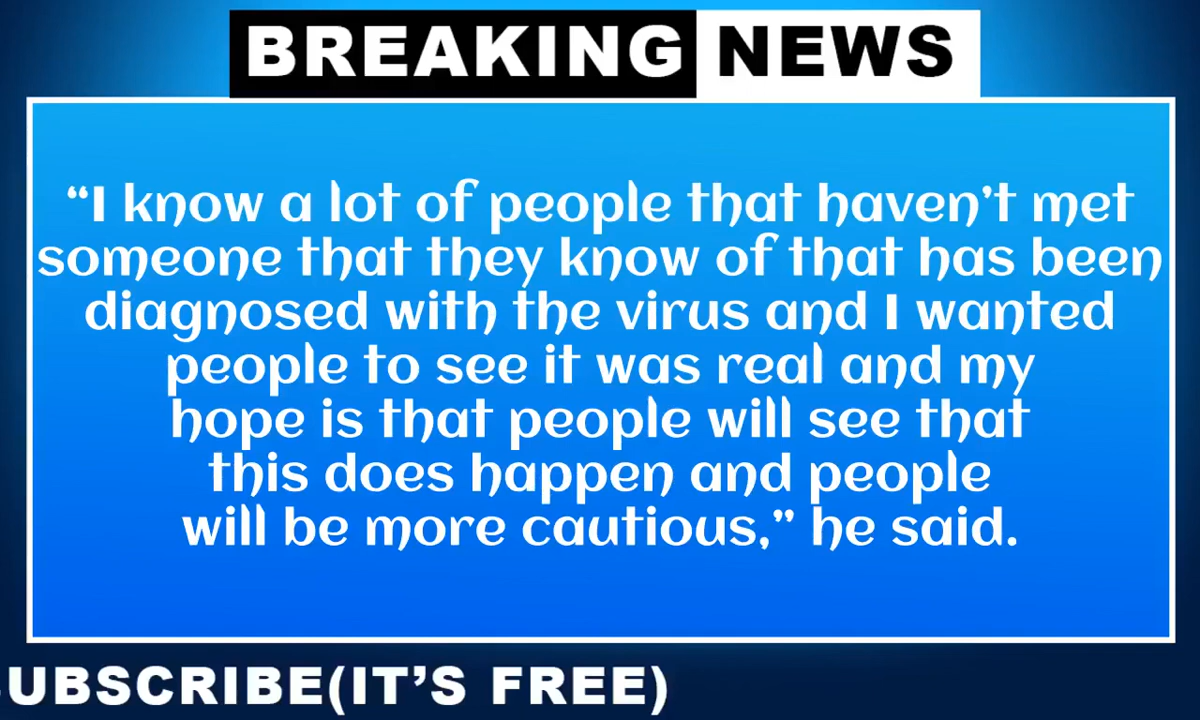 BREAKING NEWS
“I know a lot of people that haven’t met
someone that they know of that has been
diagnosed with the virus and I wanted
people to see it was real and my
hope is that people will see that
this does happen and people
will be more cautious,” he said.
SUBSCRIBE(IT’S FREE)